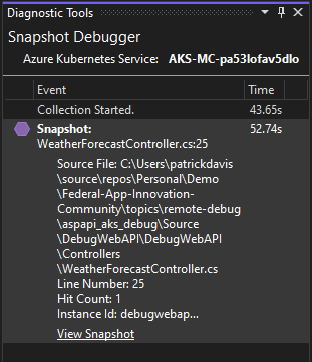 Diagnostic Tools
Snapshot Debugger
Azure Kubernetes Service: AKS-MC-pa53lofav5dlo
Event Time
Collection Started. 43.65s
Snapshot: 52.74s
WeatherForecastController.cs:25
Source File: C:\Users\patrickdavis
\source\repos\Personal\Demo
\Federal-App-Innovation-
Community\topics\remote-debug
\aspapi_aks_debug\Source
\DebugWebAPI\DebugWebAPI
\Controllers
\WeatherForecastController.cs
Line Number: 25
Hit Count: 1
Instance Id: debugwebap...
View Snapshot